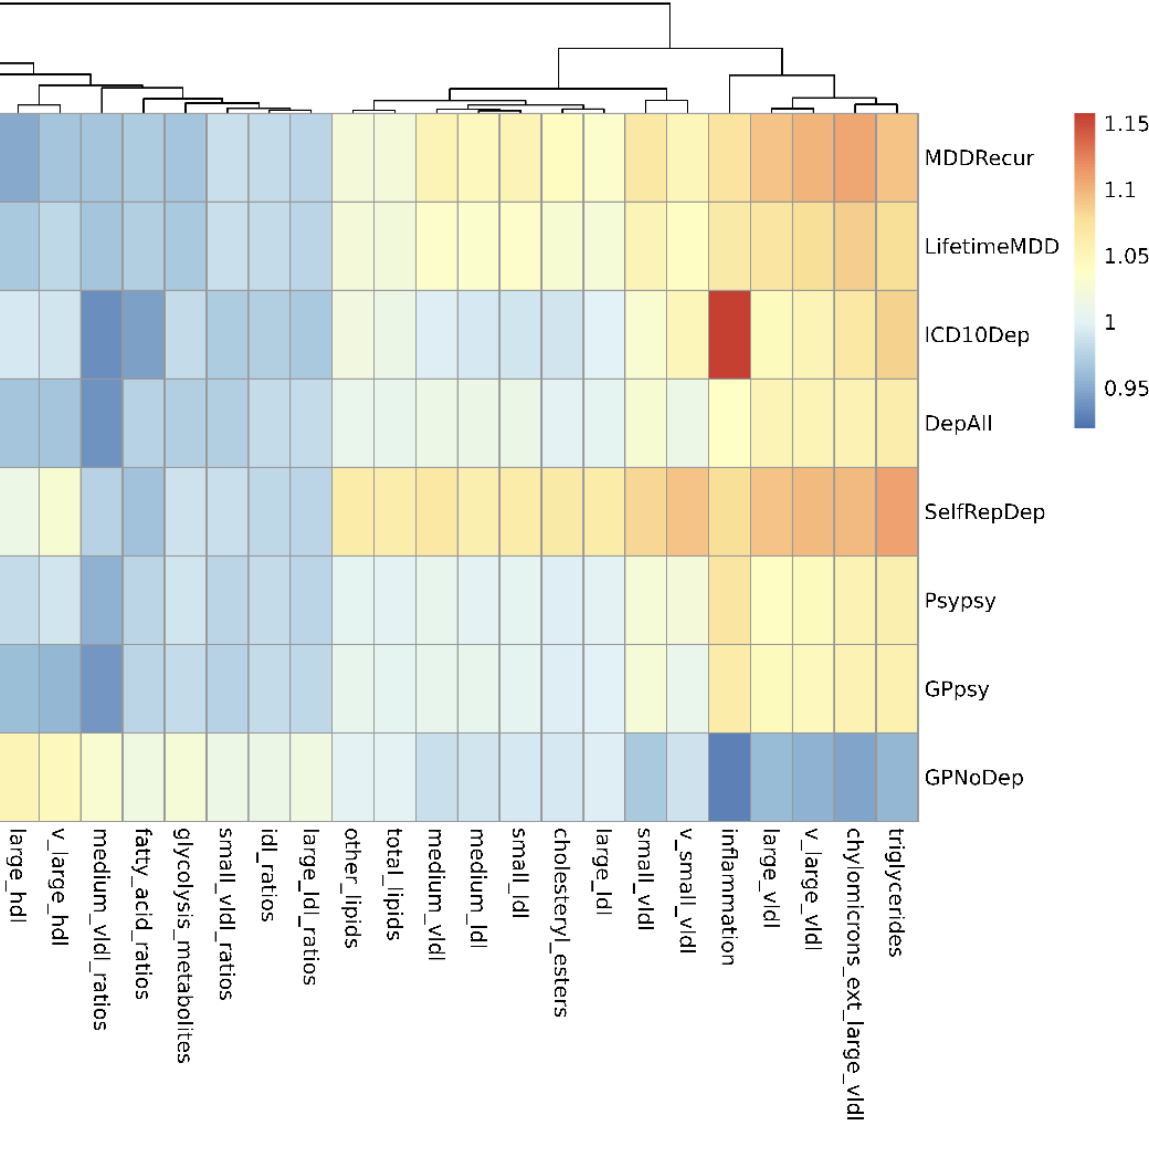 1.15
1.1
1.05
1
0.95
MDDRecur
LifetimeMDD
ICD10Dep
DepAll
SelfRepDep
Psypsy
GPpsy
GPNoDep
large_hdl
v_large_hdl
medium_vldl_ratios
fatty_acid_ratios
glycolysis_metabolites
small_vldl_ratios
idl_ratios
large_ldl_ratios
other_lipids
total_lipids
medium_vldl
medium_ldl
small_ldl
cholesteryl_esters
large_ldl
small_vldl
v_small_vldl
inflammation
large_vldl
v_large_vldl
chylomicrons_ext_large_vldl
triglycerides